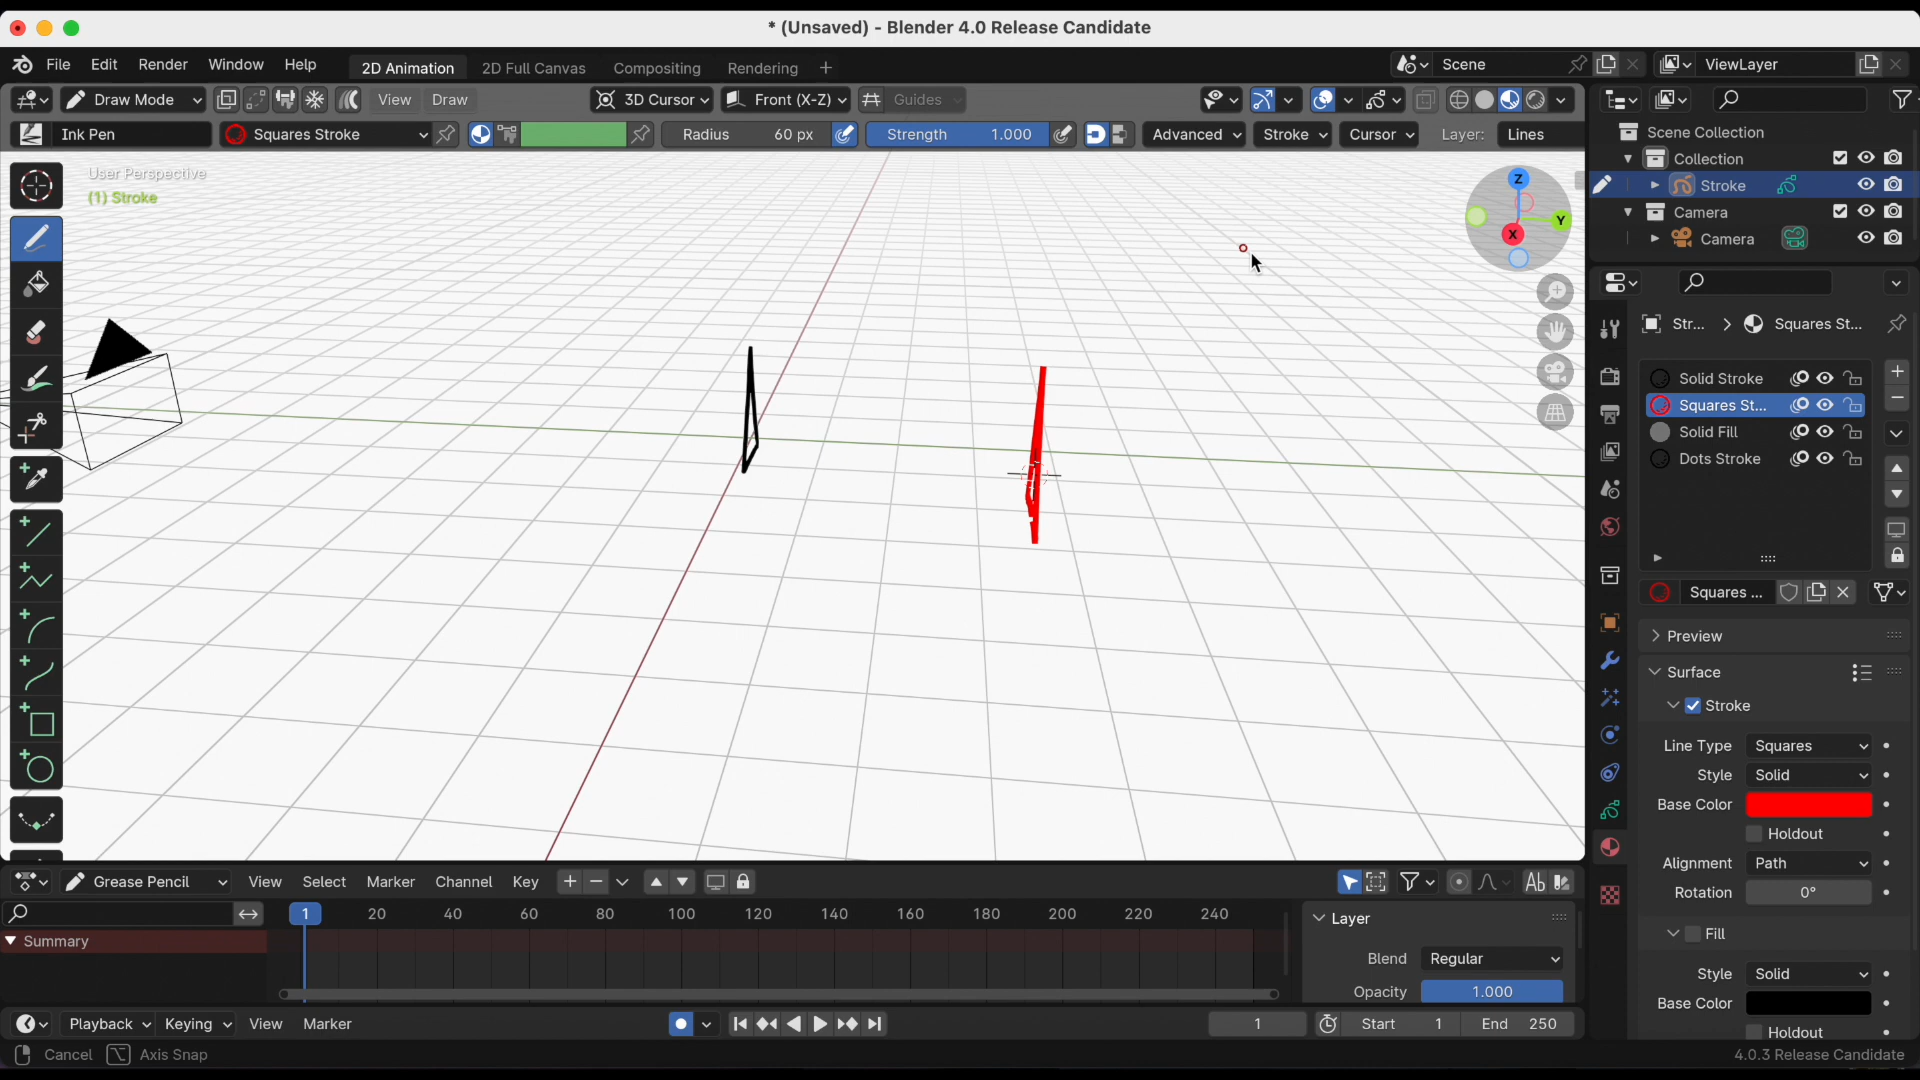 * (Unsaved) - Blender 4.0 Release Candidate
File Edit Render Window Help 2D Animation 2D Full Canvas Compositing Rendering + Scene ViewLayer
Draw Mode View Draw 3D Cursor Front (X-Z) Guides
Ink Pen Squares Stroke Radius 60 px Strength 1.000 Advanced Stroke Cursor Layer: Lines
User Perspective
(1) Stroke
Z
Y
X
Scene Collection
Collection
Stroke
Camera
Camera
Str... > Squares St...
Solid Stroke
Squares St...
Solid Fill
Dots Stroke
Squares ...
Preview
Surface
Stroke
Line Type Squares
Style Solid
Base Color
Holdout
Alignment Path
Rotation 0°
Fill
Style Solid
Base Color
Holdout
Grease Pencil View Select Marker Channel Key
1 20 40 60 80 100 120 140 160 180 200 220 240
Summary
Layer
Blend Regular
Opacity 1.000
Playback Keying View Marker 1 Start 1 End 250
Cancel Axis Snap 4.0.3 Release Candidate